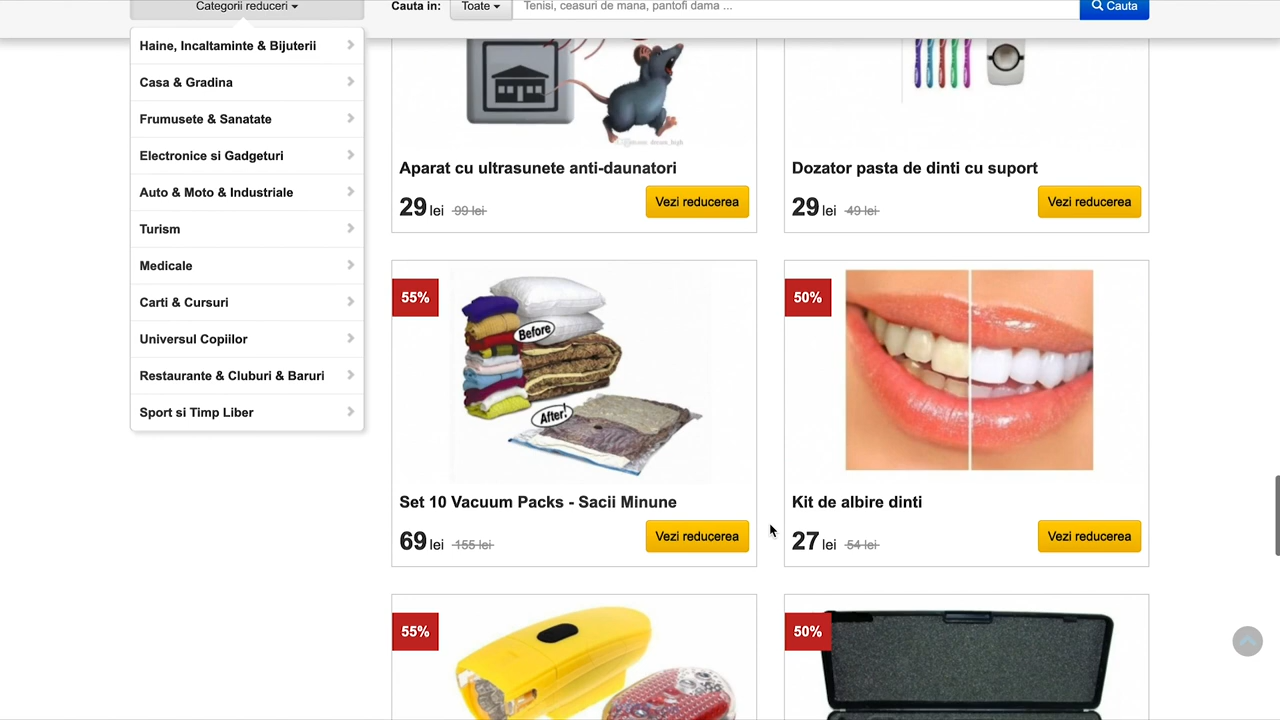 Categorii reduceri
Cauta in:
Toate
Tenisi, ceasuri de mana, pantofi dama ...
Cauta
Haine, Incaltaminte & Bijuterii
Casa & Gradina
Frumusete & Sanatate
Electronice si Gadgeturi
Auto & Moto & Industriale
Turism
Medicale
Carti & Cursuri
Universul Copiilor
Restaurante & Cluburi & Baruri
Sport si Timp Liber
Aparat cu ultrasunete anti-daunatori
29 lei 99 lei
Vezi reducerea
Dozator pasta de dinti cu suport
29 lei 49 lei
Vezi reducerea
55%
Before
After!
Set 10 Vacuum Packs - Sacii Minune
69 lei 155 lei
Vezi reducerea
50%
Kit de albire dinti
27 lei 54 lei
Vezi reducerea
55%
50%